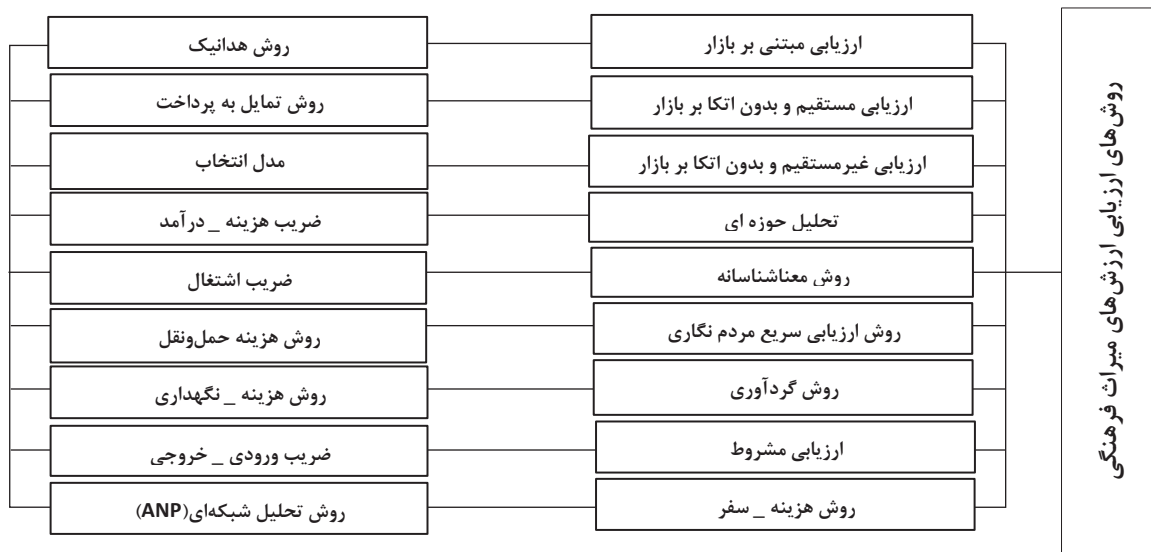 روش‌های ارزیابی ارزش‌های میراث فرهنگی
ارزیابی مبتنی بر بازار
روش هدانیک
ارزیابی مستقیم و بدون اتکا بر بازار
روش تمایل به پرداخت
ارزیابی غیرمستقیم و بدون اتکا بر بازار
مدل انتخاب
تحلیل حوزه ای
ضریب هزینه _ درآمد
روش معناشناسانه
ضریب اشتغال
روش ارزیابی سریع مردم نگاری
روش هزینه حمل‌ونقل
روش گردآوری
روش هزینه _ نگهداری
ارزیابی مشروط
ضریب ورودی _ خروجی
روش هزینه _ سفر
روش تحلیل شبکه‌ای(ANP)